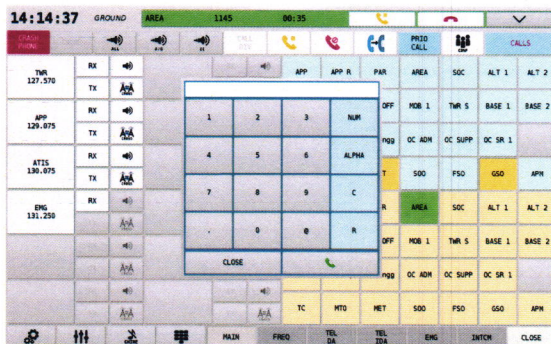 14:14:37 GROUND AREA 1145 00:35
CRASH PHONE ALL A/G II CALL PRIO CALL CONF CALLS
TWR 127.570 RX TX
APP APP R PAR AREA SOC ALT 1 ALT 2
OFF MOB 1 TWR S BASE 1 BASE 2
APP 129.075 RX TX
ngg OC ADM OC SUPP OC SR 1
ATIS 130.075 RX TX
T SOO FSO GSO APM
EMG 131.250 RX
R AREA SOC ALT 1 ALT 2
OFF MOB 1 TWR S BASE 1 BASE 2
ngg OC ADM OC SUPP OC SR 1
TC MTO MET SOO FSO GSO APM
1 2 3 NUM
4 5 6 ALPHA
7 8 9 C
. 0 @ R
CLOSE
MAIN FREQ TEL DA TEL IDA EMG INTCM CLOSE